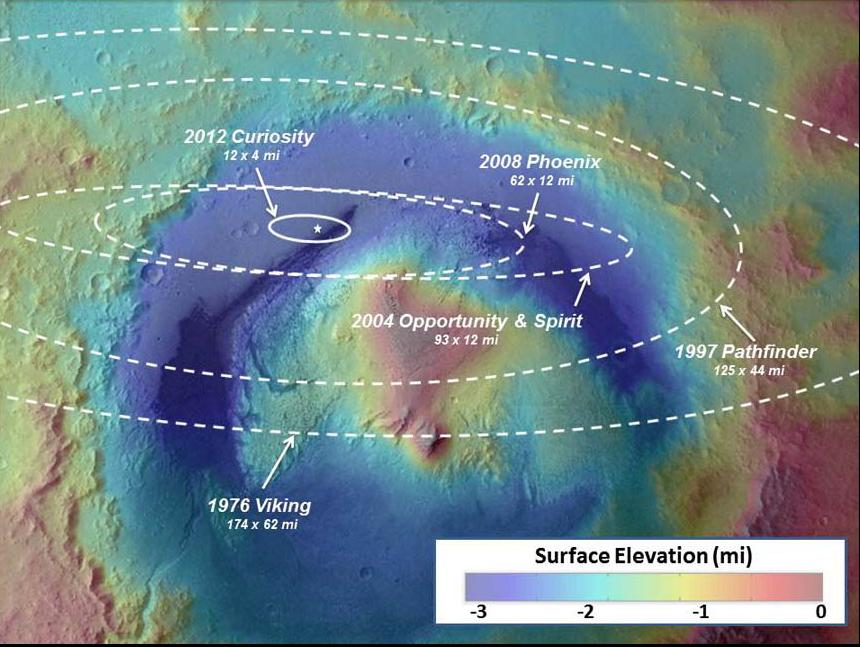 2012 Curiosity
12 x 4 mi
2008 Phoenix
62 x 12 mi
2004 Opportunity & Spirit
93 x 12 mi
1997 Pathfinder
125 x 44 mi
1976 Viking
174 x 62 mi
Surface Elevation (mi)
-3 -2 -1 0